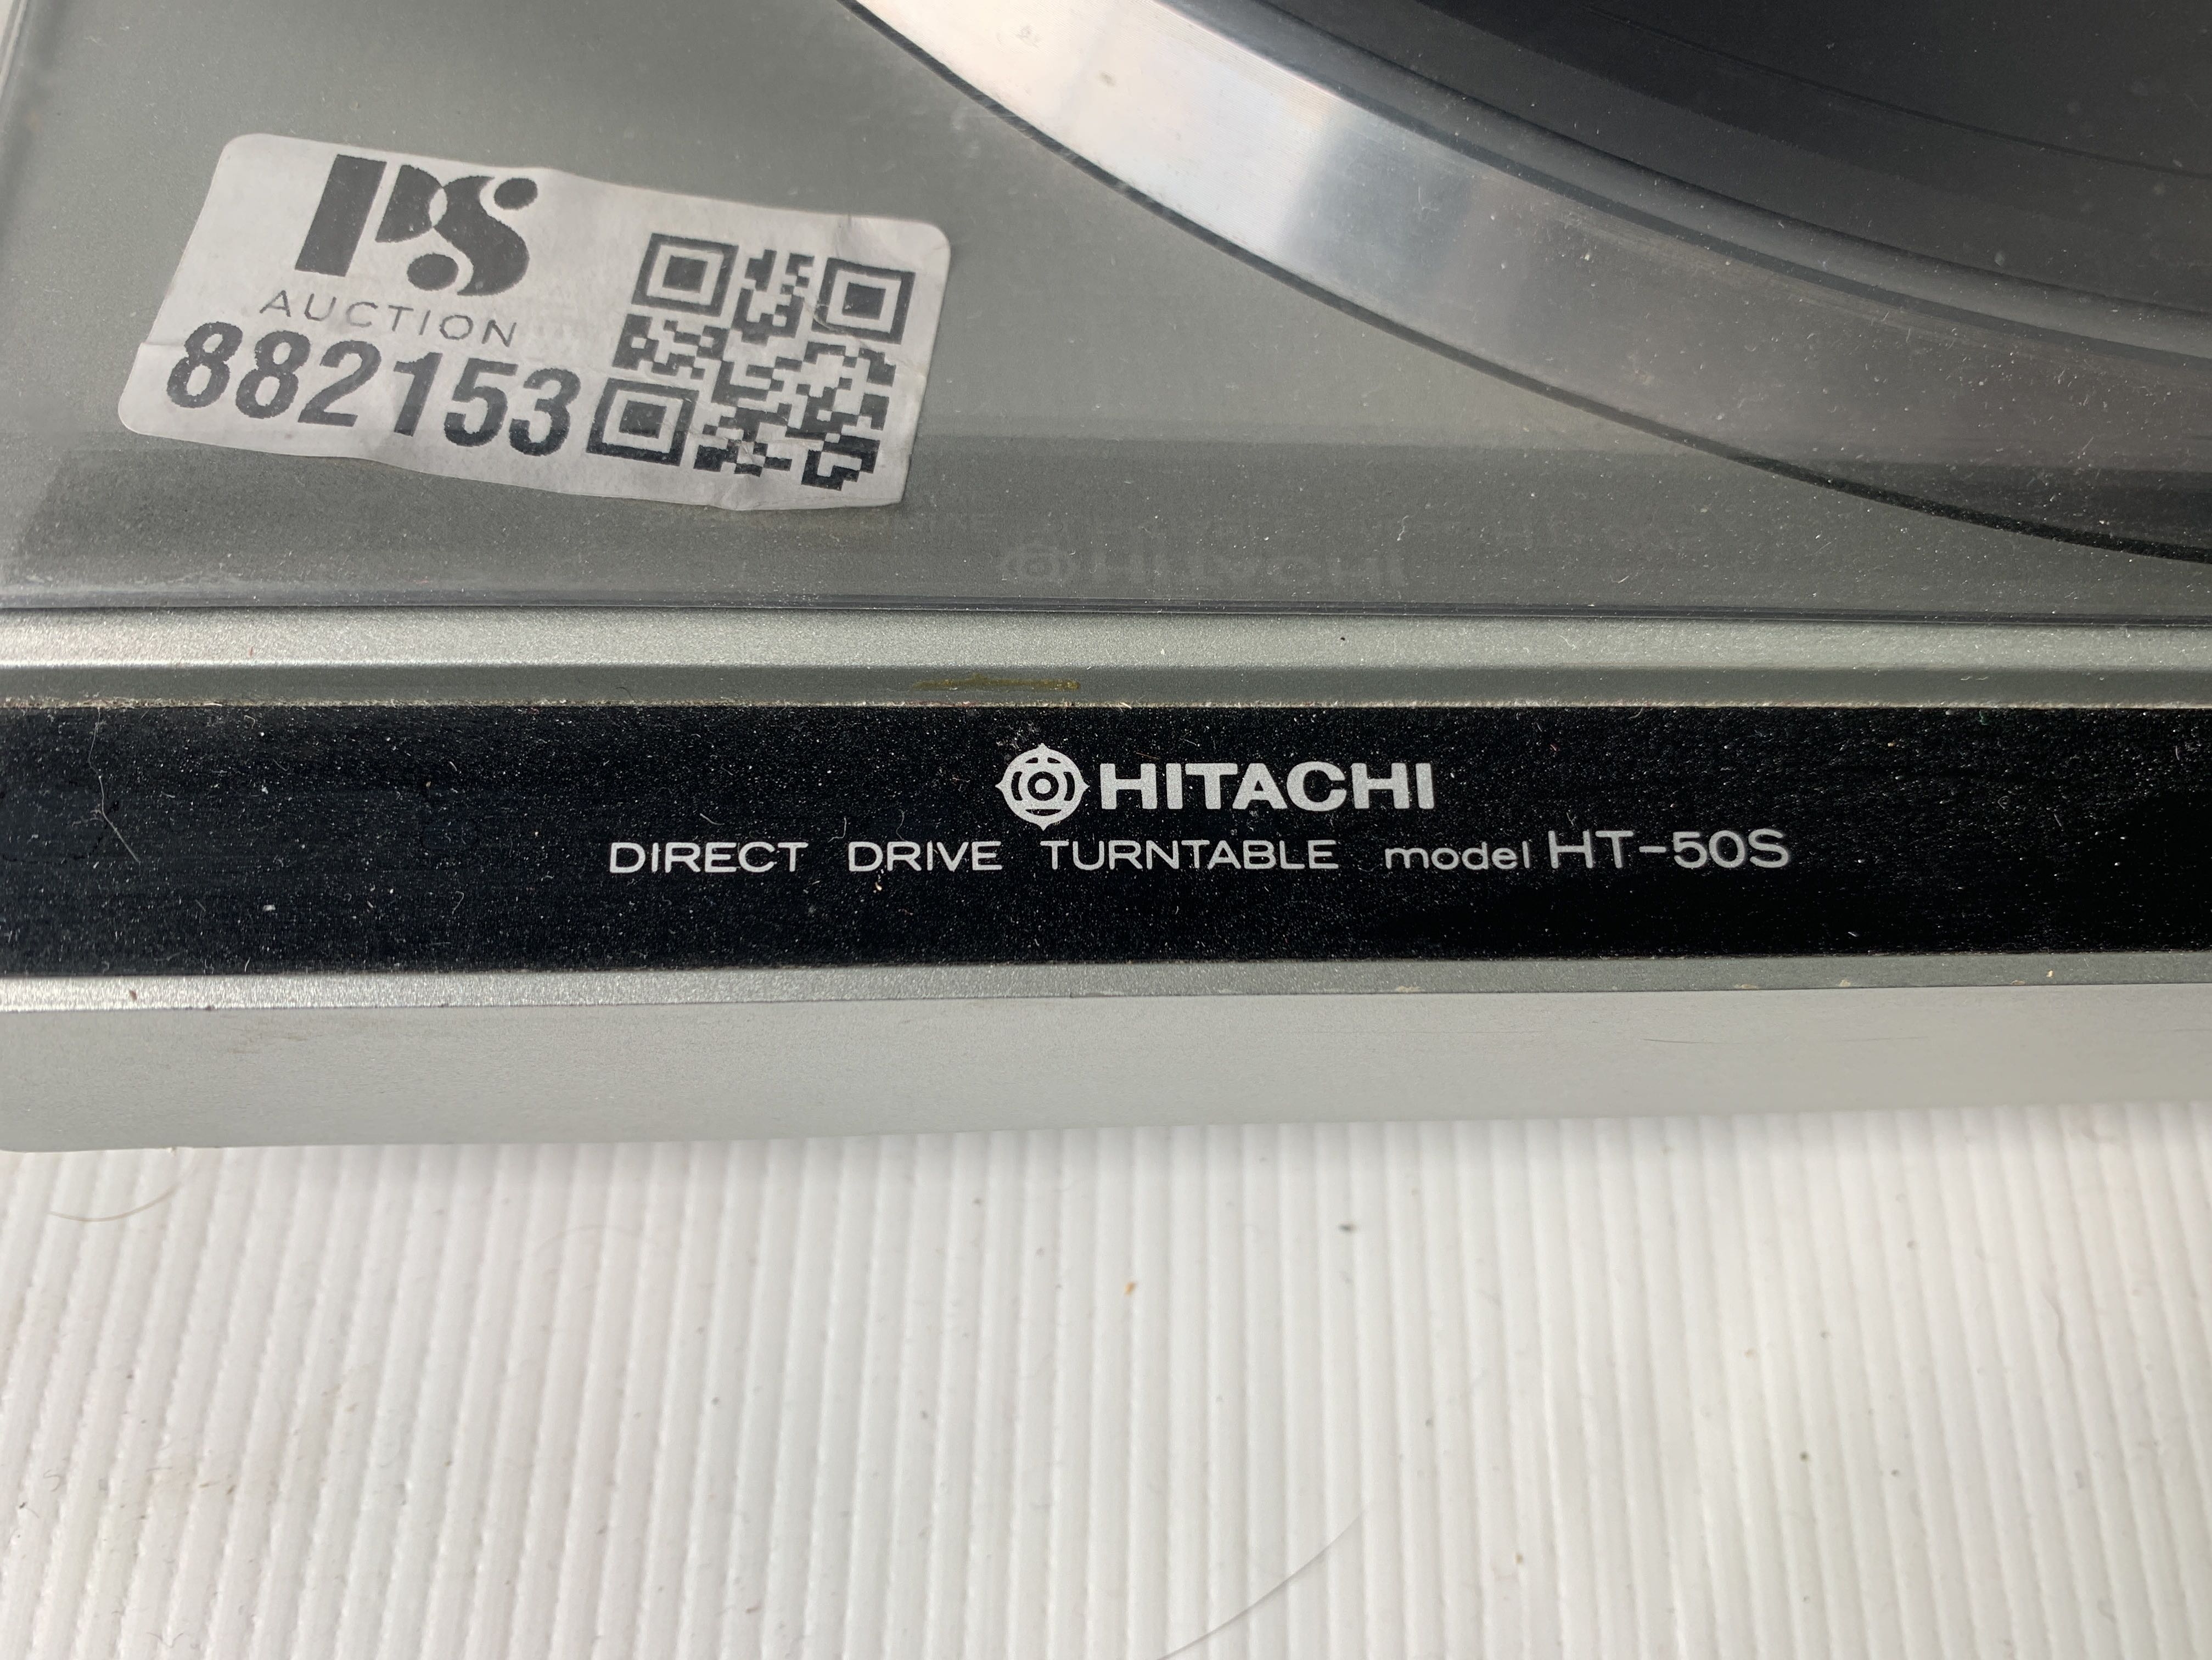 PS
AUCTION
882153
HITACHI
DIRECT DRIVE TURNTABLE model HT-50S